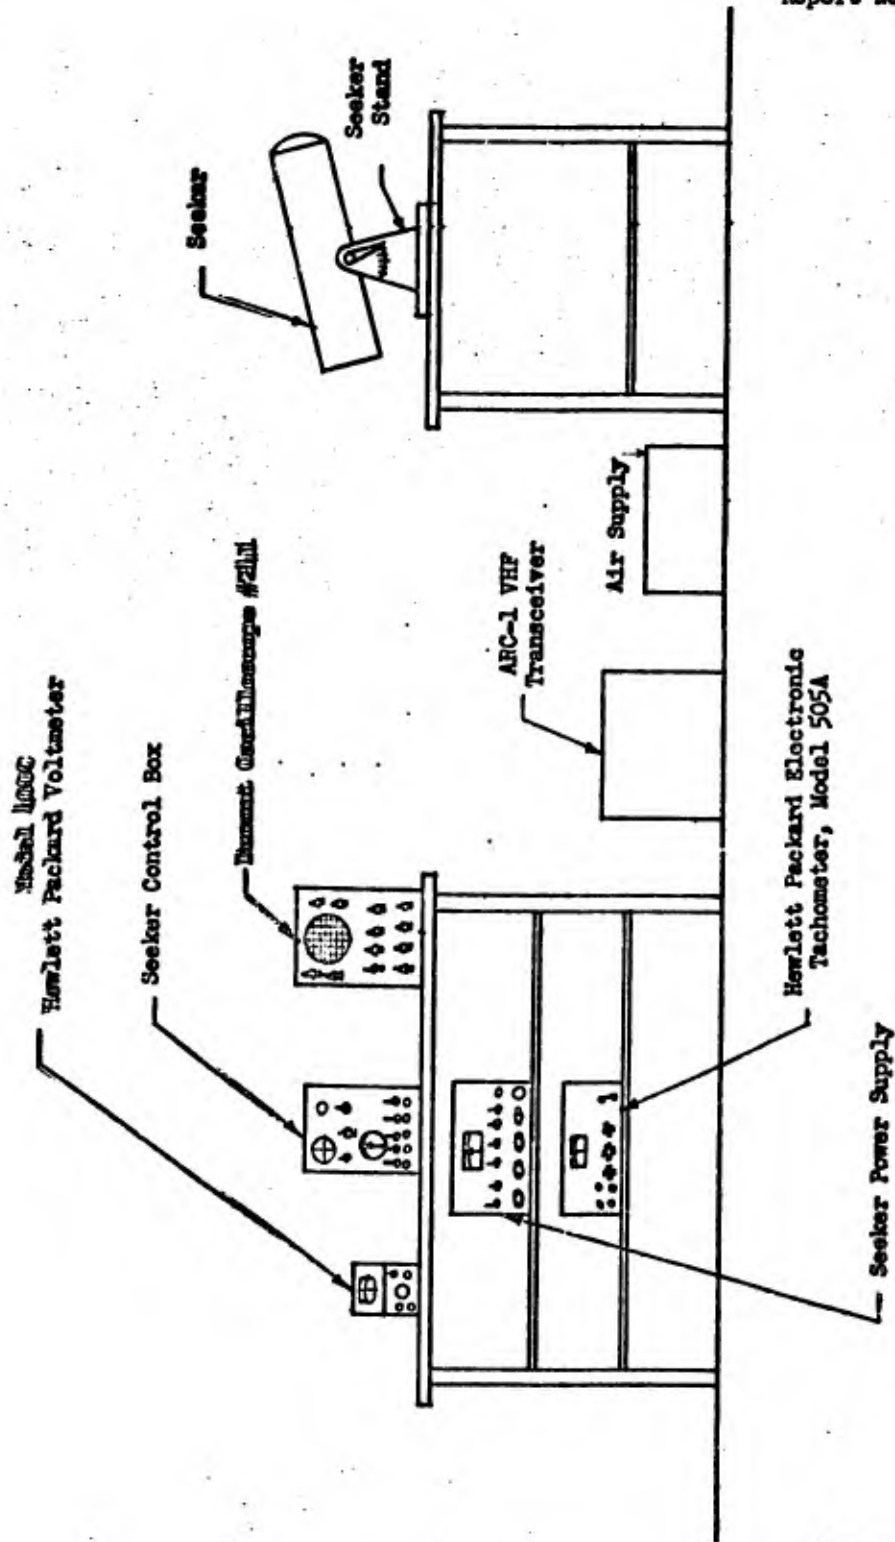 Hewlett Packard Voltmeter
Seeker Control Box
Seeker
Seeker
Stand
ARC-1 VHF
Transceiver
Air Supply
Hewlett Packard Electronic
Tachometer, Model 505A
Seeker Power Supply